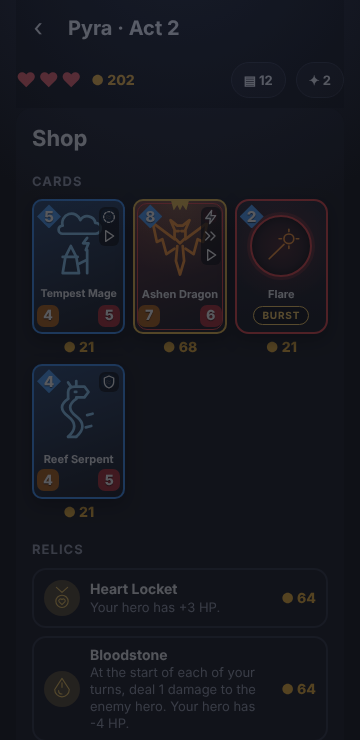 Pyra · Act 2
202
12
2
Shop
CARDS
5
Tempest Mage
4 5
8
Ashen Dragon
7 6
2
Flare
BURST
21
68
21
4
Reef Serpent
4 5
21
RELICS
Heart Locket
Your hero has +3 HP.
64
Bloodstone
At the start of each of your
turns, deal 1 damage to the
enemy hero. Your hero has
-4 HP.
64